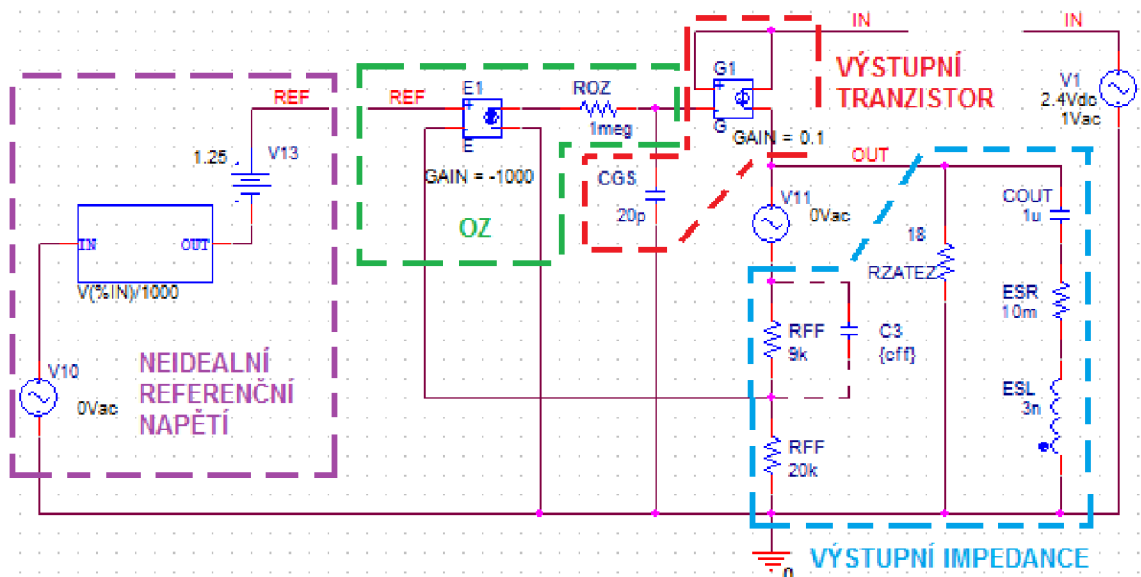 IN
IN
G1
E1
ROZ
VÝSTUPNÍ
TRANZISTOR
V1
2.4Vdc
1Vac
REF
REF
1meg
G
E
GAIN = 0.1
1.25
V13
GAIN = -1000
CGS
20p
OZ
OUT
V11
0Vac
COUT
1u
18
RZATEZ
IN
OUT
V(%IN)/1000
ESR
10m
RFF
9k
C3
{cff}
NEIDEALNÍ
REFERENČNÍ
NAPĚTÍ
V10
0Vac
ESL
3n
RFF
20k
0
VÝSTUPNÍ IMPEDANCE